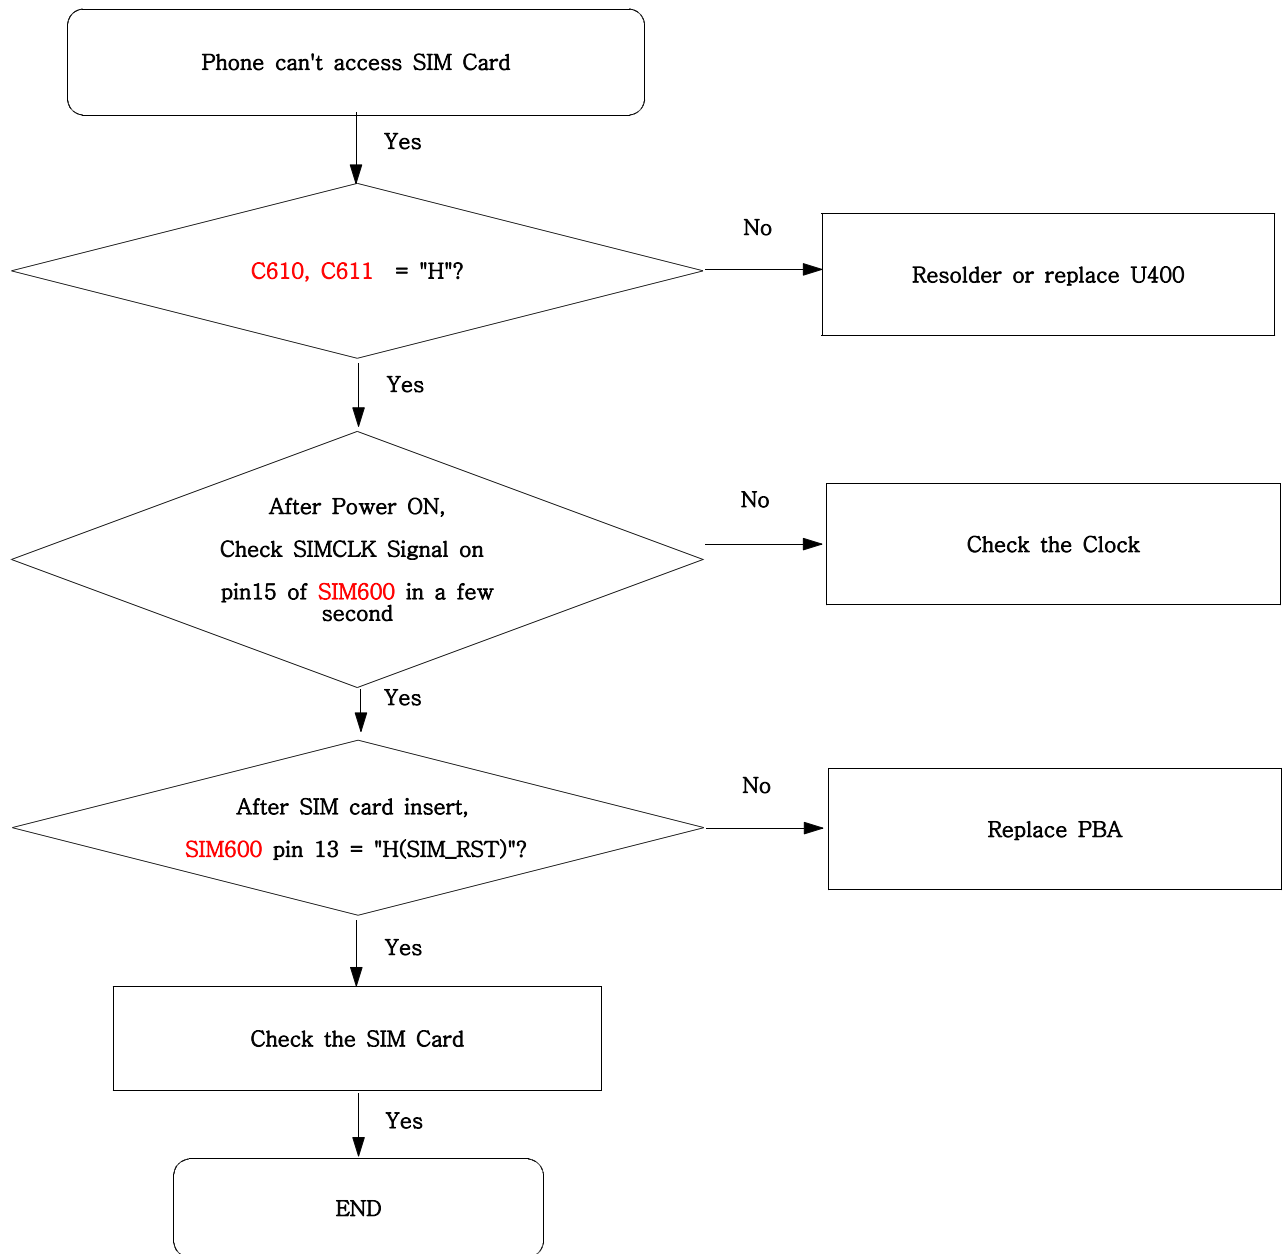 Phone can't access SIM Card
Yes
C610, C611 = "H"?
No
Resolder or replace U400
Yes
After Power ON,
Check SIMCLK Signal on
pin15 of SIM600 in a few
second
No
Check the Clock
Yes
After SIM card insert,
SIM600 pin 13 = "H(SIM_RST)"?
No
Replace PBA
Yes
Check the SIM Card
Yes
END